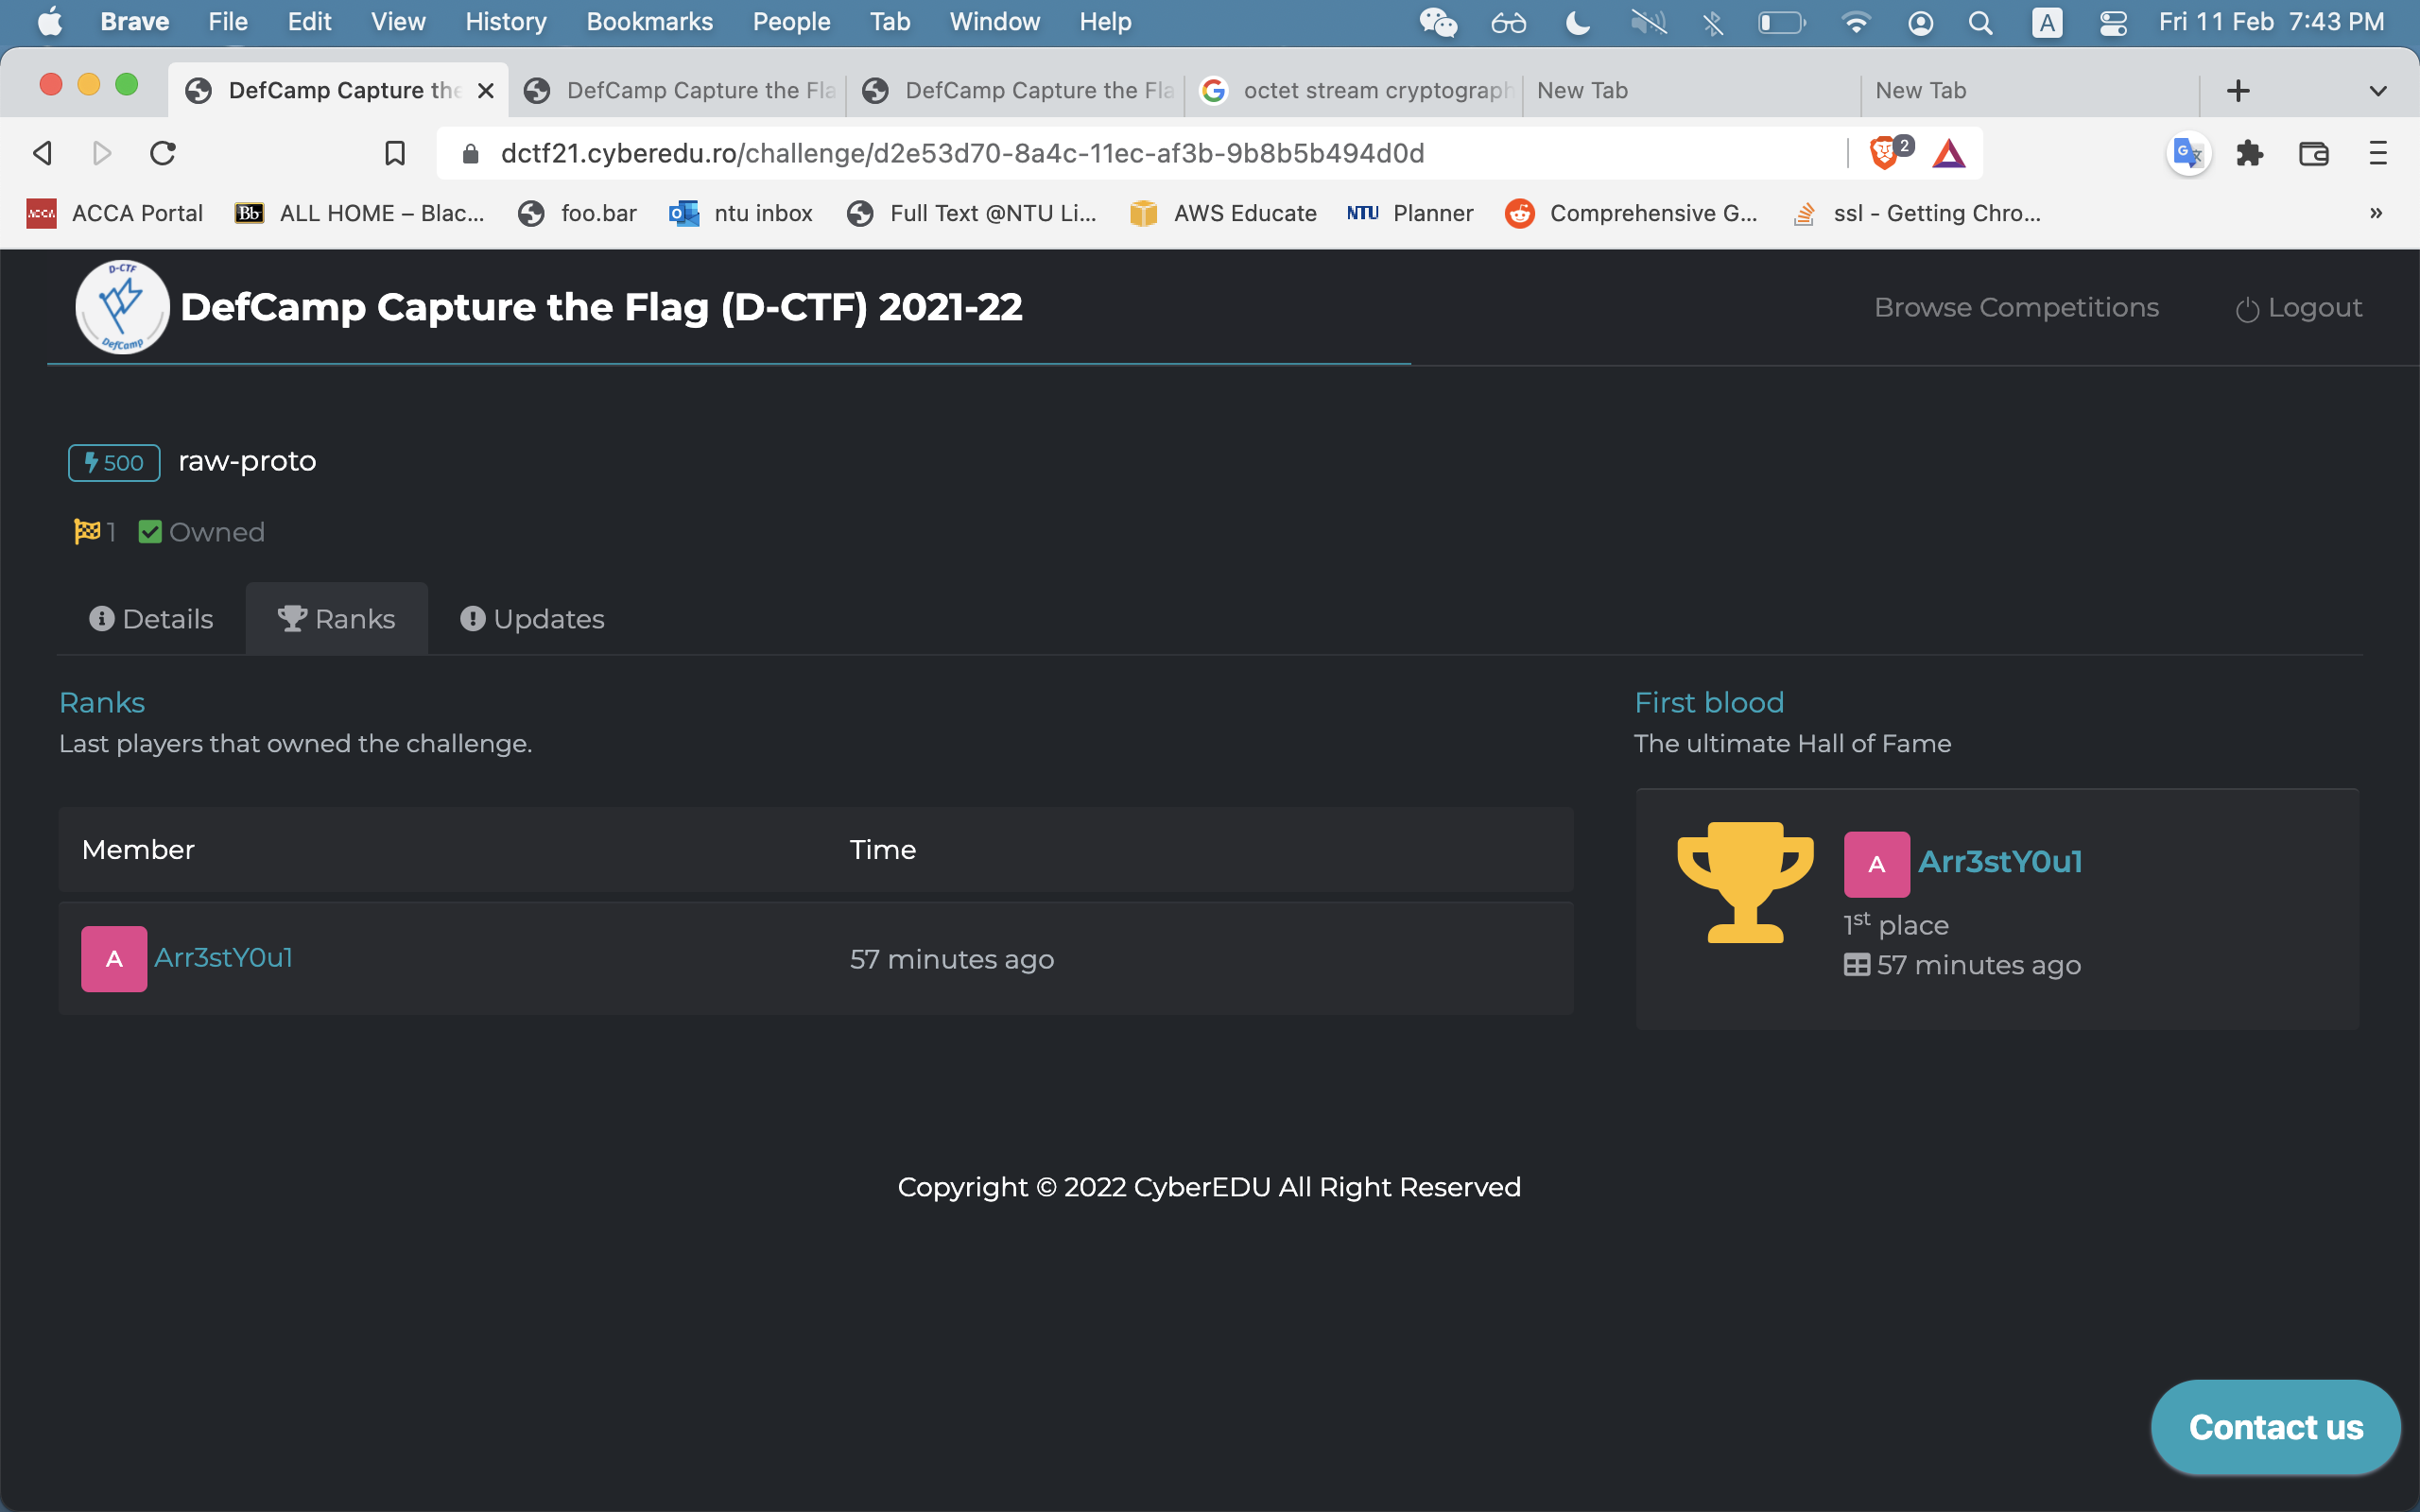 Brave File Edit View History Bookmarks People Tab Window Help A Fri 11 Feb 7:43 PM
DefCamp Capture the DefCamp Capture the Fla DefCamp Capture the Fla octet stream cryptograph New Tab New Tab
dctf21.cyberedu.ro/challenge/d2e53d70-8a4c-11ec-af3b-9b8b5b494d0d 2
ACCA ACCA Portal Bb ALL HOME – Blac... foo.bar ntu inbox Full Text @NTU Li... AWS Educate NTU Planner Comprehensive G... ssl - Getting Chro... »
D-CTF
DefCamp
DefCamp Capture the Flag (D-CTF) 2021-22 Browse Competitions Logout
500 raw-proto
1 Owned
Details Ranks Updates
Ranks
Last players that owned the challenge.
Member Time
A Arr3stY0u1 57 minutes ago
First blood
The ultimate Hall of Fame
A Arr3stY0u1
1st place
57 minutes ago
Copyright © 2022 CyberEDU All Right Reserved
Contact us